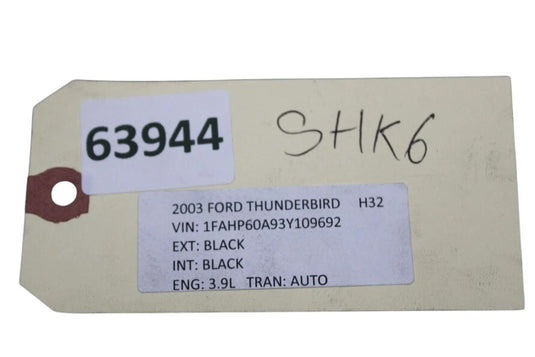 63944
SHK6
2003 FORD THUNDERBIRD H32
VIN: 1FAHP60A93Y109692
EXT: BLACK
INT: BLACK
ENG: 3.9L TRAN: AUTO